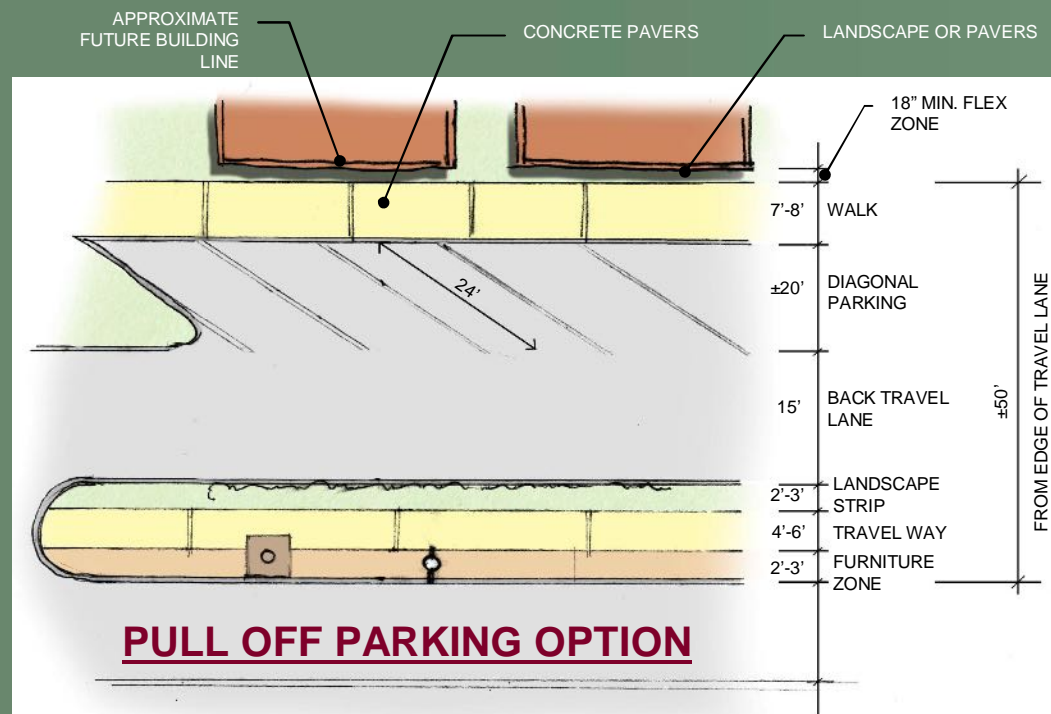 APPROXIMATE
FUTURE BUILDING
LINE
CONCRETE PAVERS
LANDSCAPE OR PAVERS
18” MIN. FLEX
ZONE
7’-8’ WALK
24’
±20’ DIAGONAL
PARKING
15’ BACK TRAVEL
LANE
±50’
FROM EDGE OF TRAVEL LANE
2’-3’ LANDSCAPE
STRIP
4’-6’ TRAVEL WAY
2’-3’ FURNITURE
ZONE
PULL OFF PARKING OPTION